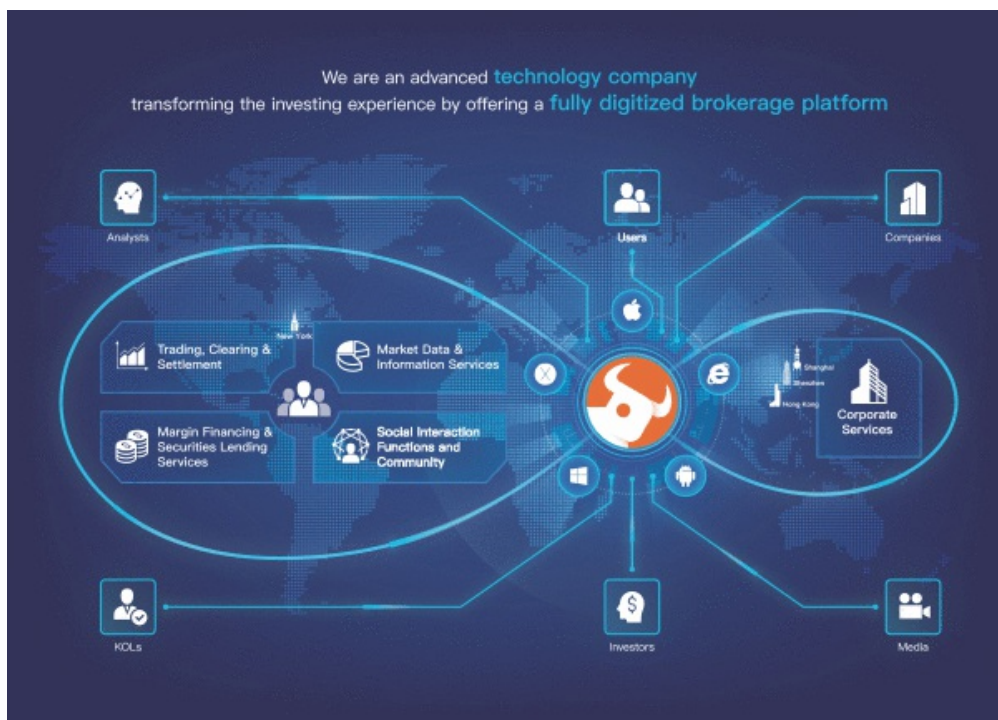 We are an advanced technology company
transforming the investing experience by offering a fully digitized brokerage platform
Analysts
Users
Companies
New York
Trading, Clearing &
Settlement
Market Data &
Information Services
Margin Financing &
Securities Lending
Services
Social Interaction
Functions and
Community
Shanghai
Shenzhen
Hong Kong
Corporate
Services
KOLs
Investors
Media